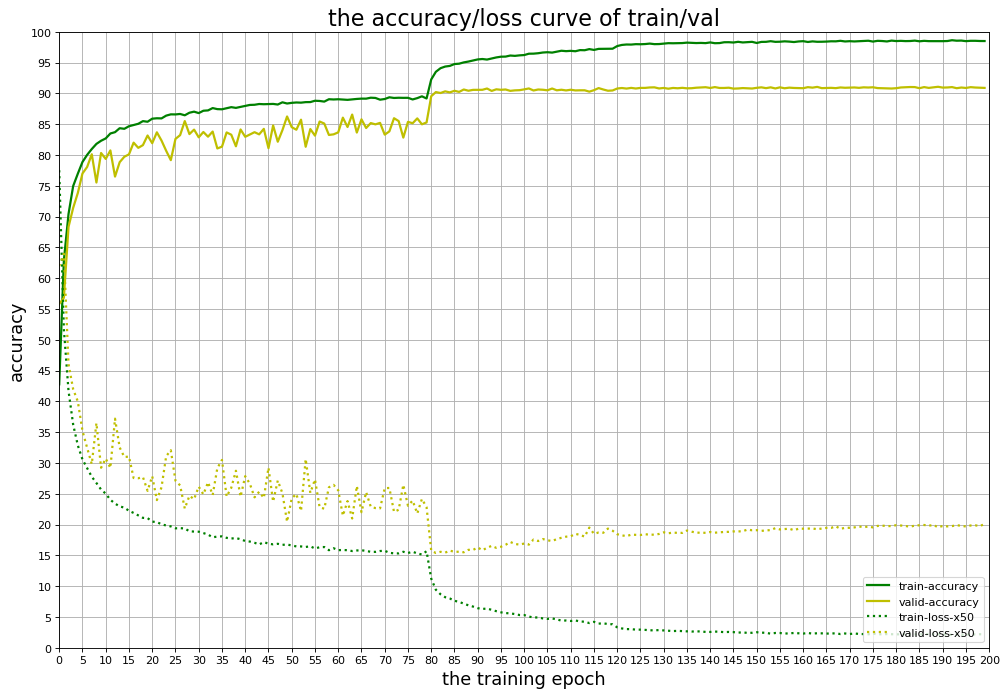 the accuracy/loss curve of train/val
100
95
90
85
80
75
70
65
60
55
50
45
40
35
30
25
20
15
10
5
0
accuracy
train-accuracy
valid-accuracy
train-loss-x50
valid-loss-x50
0 5 10 15 20 25 30 35 40 45 50 55 60 65 70 75 80 85 90 95 100 105 110 115 120 125 130 135 140 145 150 155 160 165 170 175 180 185 190 195 200
the training epoch